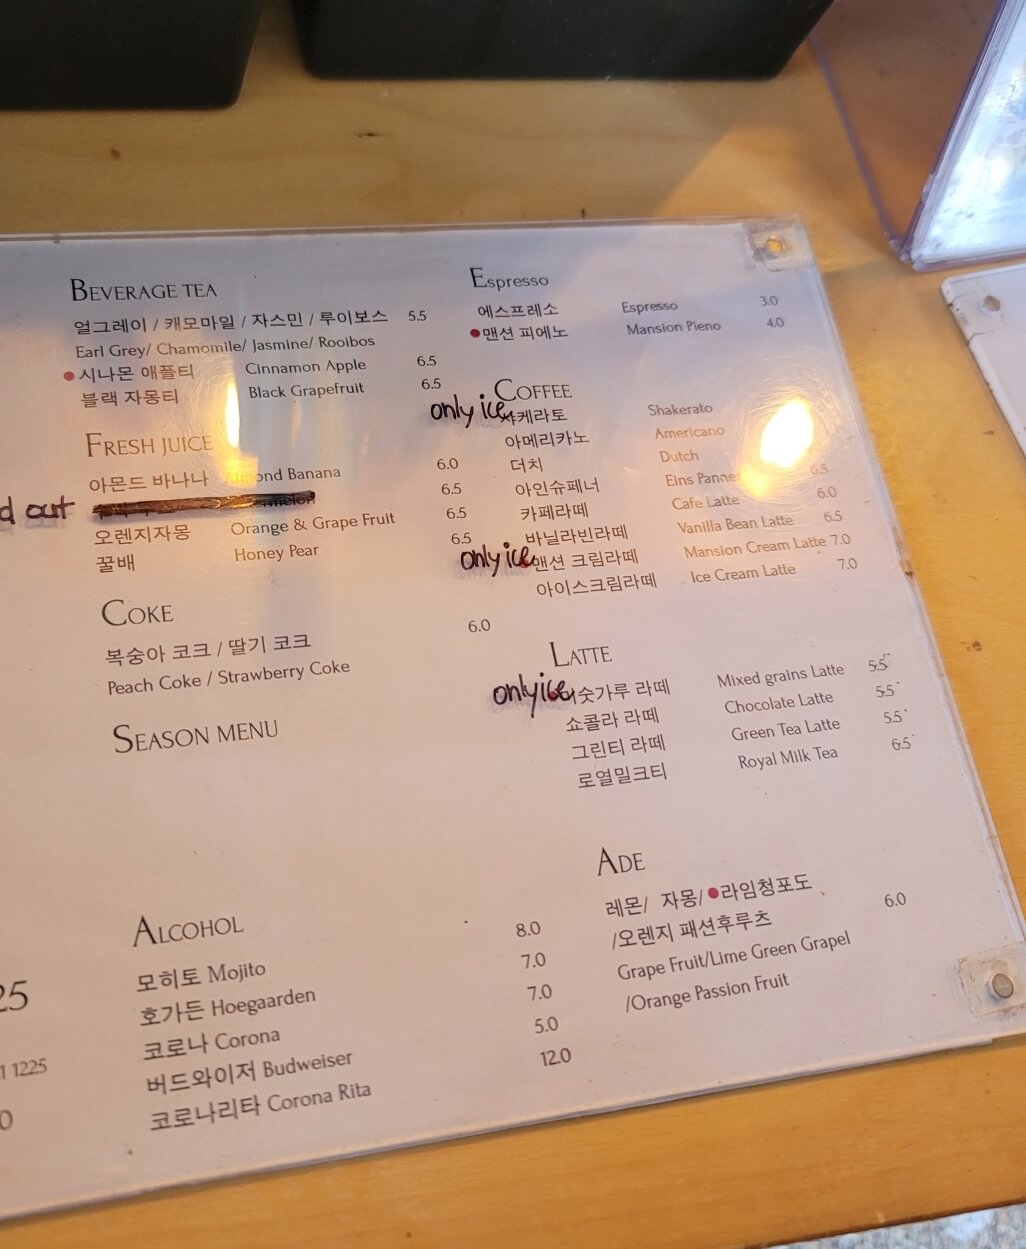 BEVERAGE TEA
얼그레이 / 캐모마일 / 자스민 / 루이보스 5.5
Earl Grey/ Chamomile/ Jasmine/ Rooibos
시나몬 애플티 Cinnamon Apple 6.5
블랙 자몽티 Black Grapefruit 6.5
FRESH JUICE
아몬드 바나나 Almond Banana 6.0
d out 6.5
오렌지자몽 Orange & Grape Fruit 6.5
꿀배 Honey Pear 6.5
COKE
복숭아 코크 / 딸기 코크 6.0
Peach Coke / Strawberry Coke
SEASON MENU
ALCOHOL
모히토 Mojito 8.0
호가든 Hoegaarden 7.0
코로나 Corona 7.0
버드와이저 Budweiser 5.0
코로나리타 Corona Rita 12.0
25
1225
0
Espresso
에스프레소 Espresso 3.0
맨션 피에노 Mansion Pieno 4.0
COFFEE
only ice 샤케라토 Shakerato
아메리카노 Americano
더치 Dutch
아인슈페너 Eins Panner 6.5
카페라떼 Cafe Latte 6.0
바닐라빈라떼 Vanilla Bean Latte 6.5
only ice 맨션 크림라떼 Mansion Cream Latte 7.0
아이스크림라떼 Ice Cream Latte 7.0
LATTE
only ice 미숫가루 라떼 Mixed grains Latte 5.5
쇼콜라 라떼 Chocolate Latte 5.5
그린티 라떼 Green Tea Latte 5.5
로열밀크티 Royal Milk Tea 6.5
ADE
레몬/ 자몽/ 라임청포도
/오렌지 패션후루츠 6.0
Grape Fruit/Lime Green Grapel
/Orange Passion Fruit